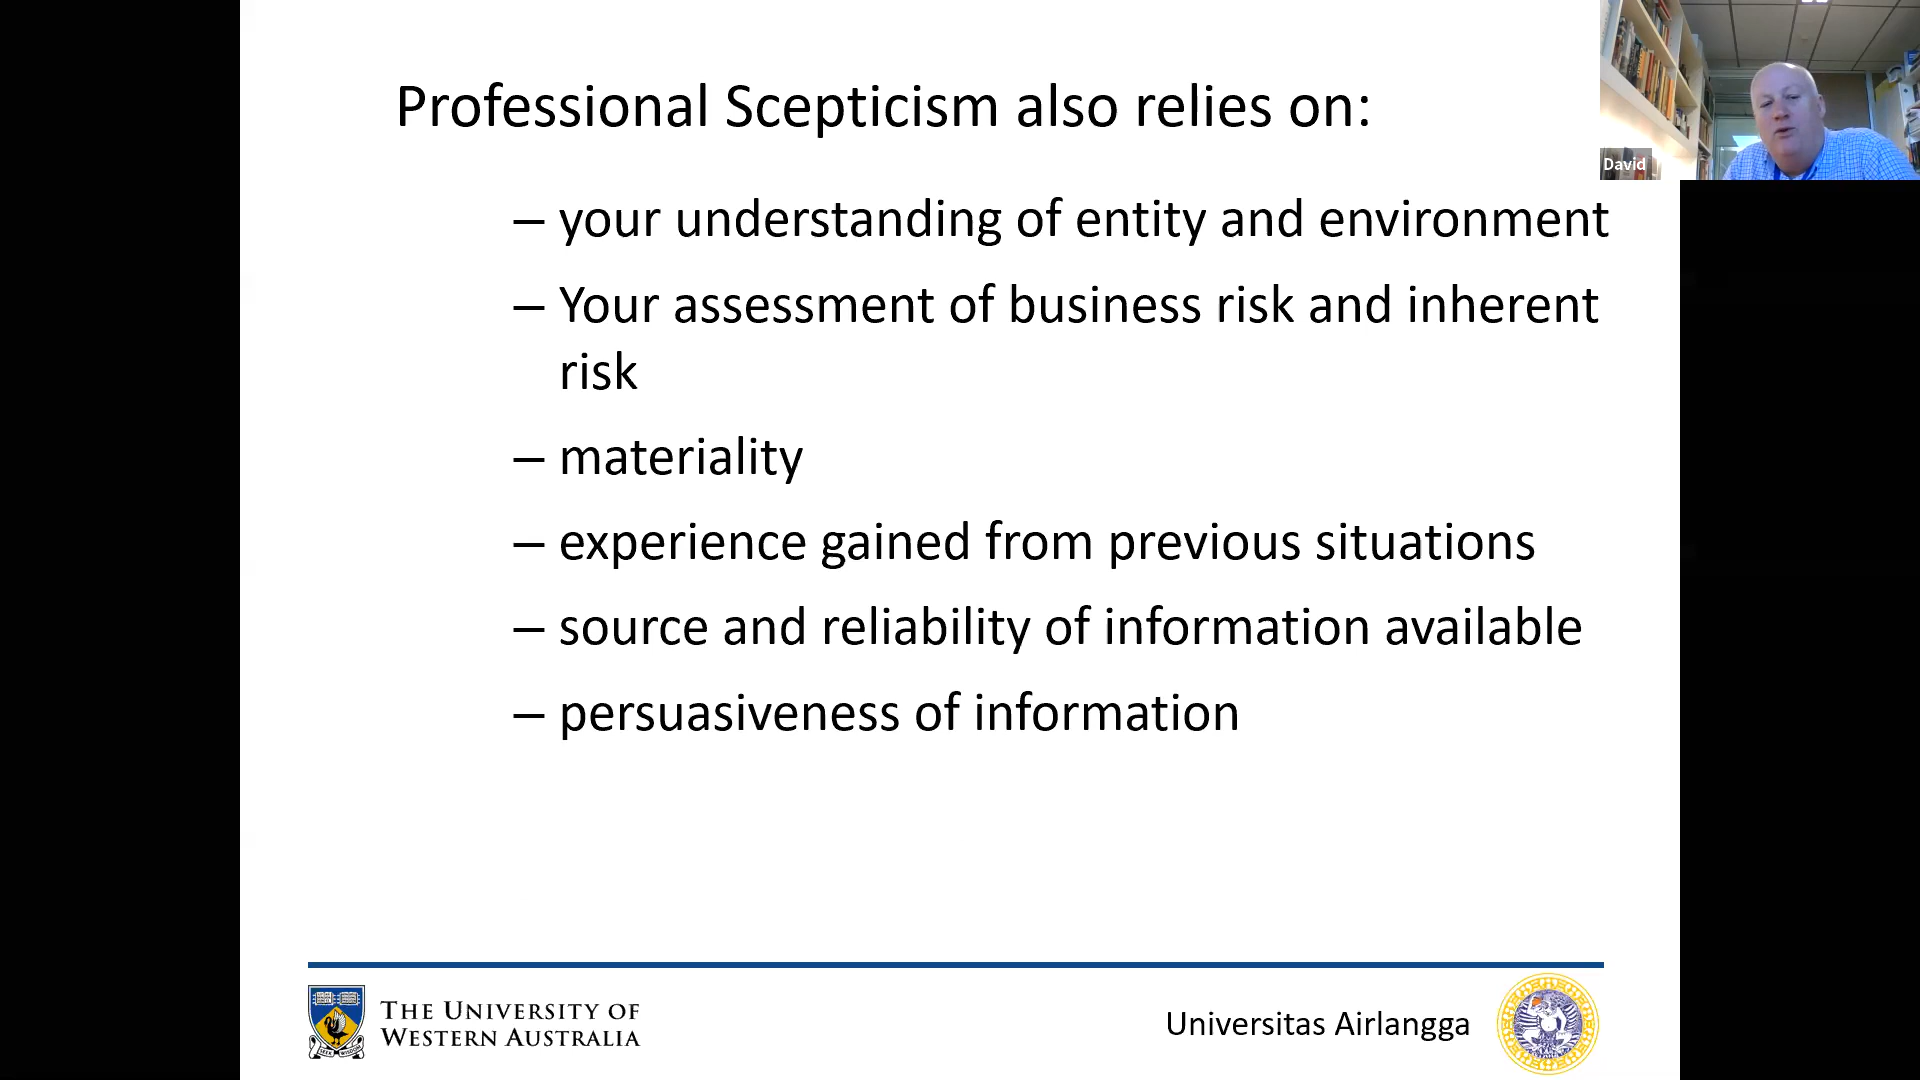 Professional Scepticism also relies on:
David
– your understanding of entity and environment
– Your assessment of business risk and inherent
risk
– materiality
– experience gained from previous situations
– source and reliability of information available
– persuasiveness of information
THE UNIVERSITY OF
WESTERN AUSTRALIA
SEEK WISDOM
Universitas Airlangga